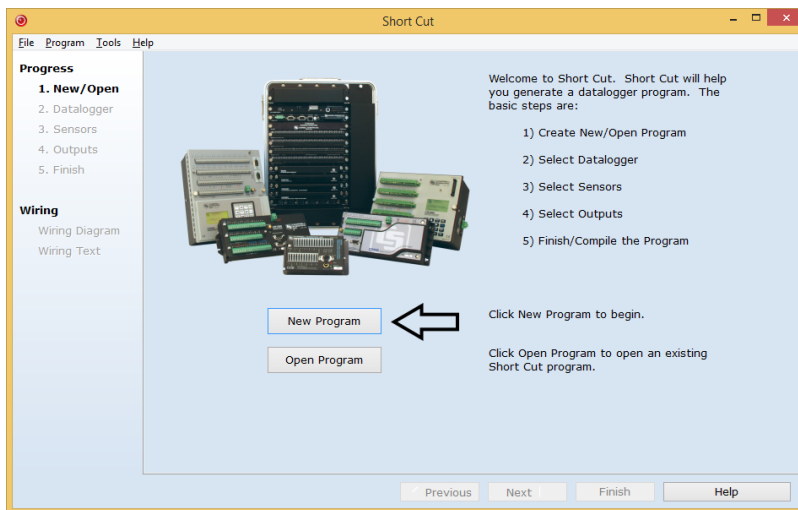 Short Cut
File Program Tools Help
Progress
1. New/Open
2. Datalogger
3. Sensors
4. Outputs
5. Finish
Wiring
Wiring Diagram
Wiring Text
Welcome to Short Cut. Short Cut will help
you generate a datalogger program. The
basic steps are:
1) Create New/Open Program
2) Select Datalogger
3) Select Sensors
4) Select Outputs
5) Finish/Compile the Program
New Program
Click New Program to begin.
Open Program
Click Open Program to open an existing
Short Cut program.
Previous Next Finish Help